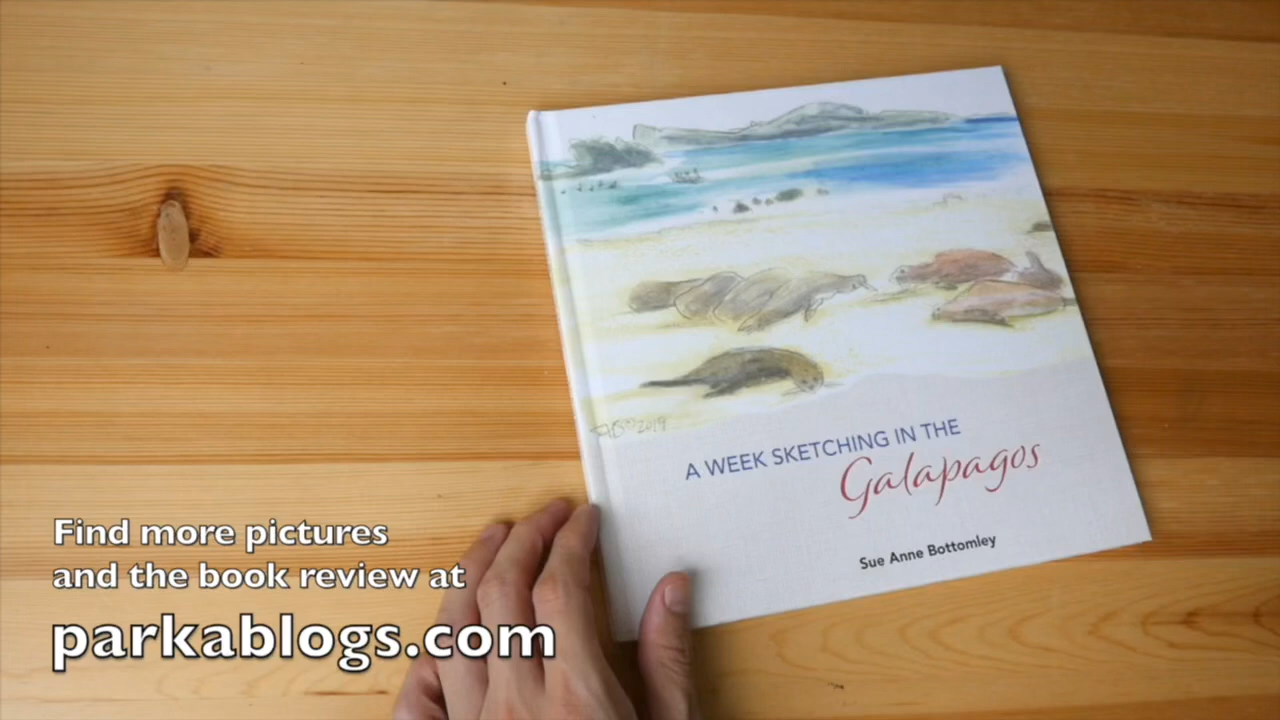 A WEEK SKETCHING IN THE
Galapagos
Sue Anne Bottomley
Find more pictures
and the book review at
parkablogs.com